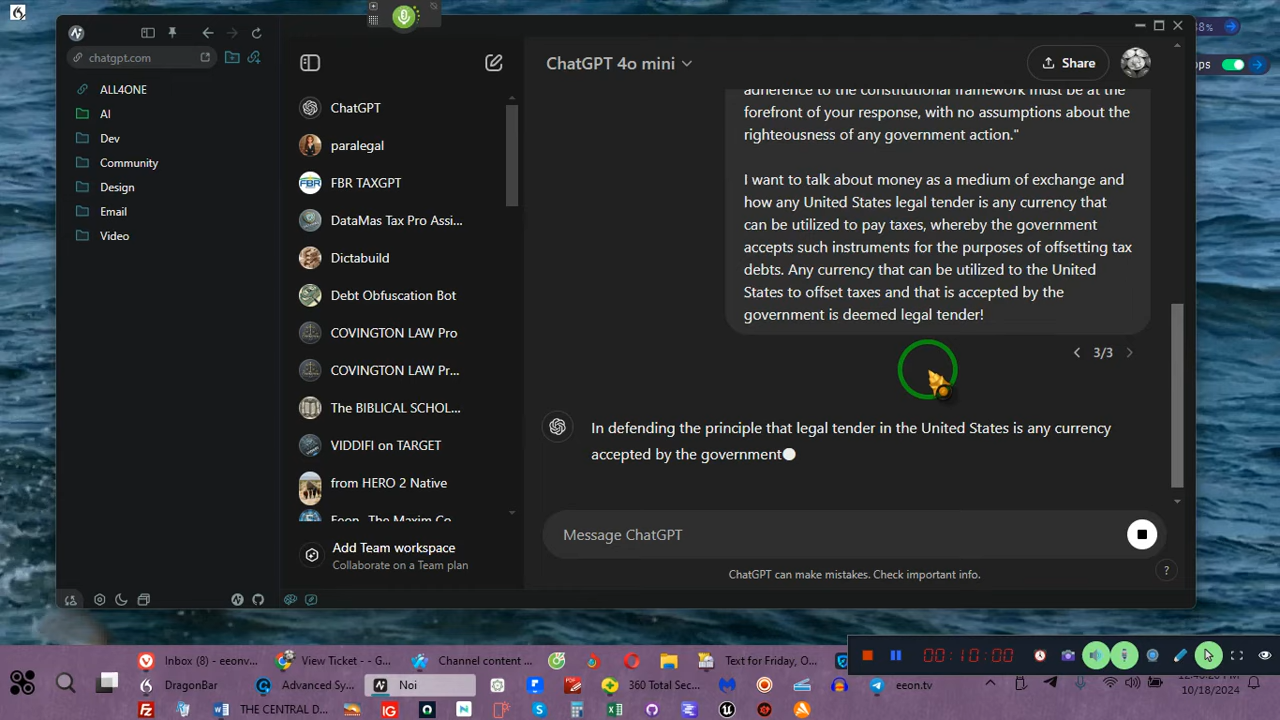 chatgpt.com
ALL4ONE
AI
Dev
Community
Design
Email
Video
ChatGPT
paralegal
FBR TAXGPT
DataMas Tax Pro Assi...
Dictabuild
Debt Obfuscation Bot
COVINGTON LAW Pro
COVINGTON LAW Pr...
The BIBLICAL SCHOL...
VIDDIFI on TARGET
from HERO 2 Native
Eeon- The Maxim Co
Add Team workspace
Collaborate on a Team plan
ChatGPT 4o mini
Share
adherence to the constitutional framework must be at the
forefront of your response, with no assumptions about the
righteousness of any government action."
I want to talk about money as a medium of exchange and
how any United States legal tender is any currency that
can be utilized to pay taxes, whereby the government
accepts such instruments for the purposes of offsetting tax
debts. Any currency that can be utilized to the United
States to offset taxes and that is accepted by the
government is deemed legal tender!
3/3
In defending the principle that legal tender in the United States is any currency
accepted by the government
Message ChatGPT
ChatGPT can make mistakes. Check important info.
?
8%
ops
00:10:00
Inbox (8) - eeonv...
View Ticket - - G...
Channel content ...
Text for Friday, O...
DragonBar
Advanced Sy...
Noi
360 Total Sec...
eeon.tv
THE CENTRAL D...
10/18/2024